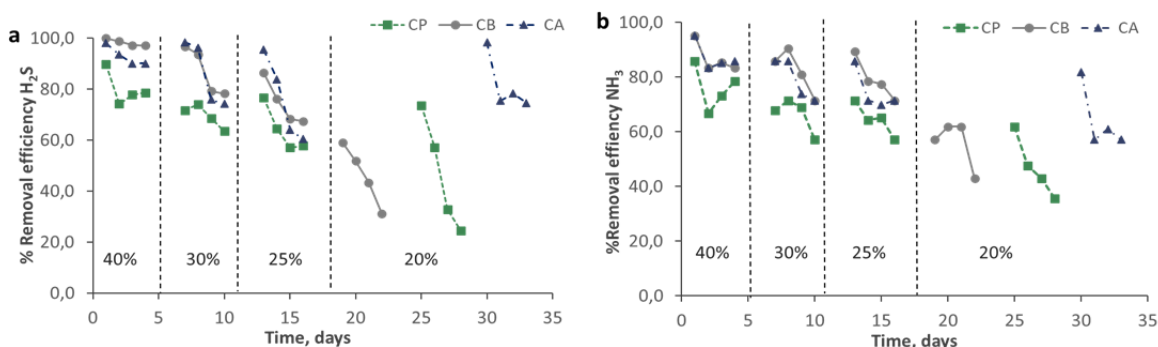 a
CP CB CA
% Removal efficiency H2S
100,0
80,0
60,0
40,0
20,0
0,0
40% 30% 25% 20%
0 5 10 15 20 25 30 35
Time, days
b
CP CB CA
%Removal effiency NH3
100,0
80,0
60,0
40,0
20,0
0,0
40% 30% 25% 20%
0 5 10 15 20 25 30 35
Time, days